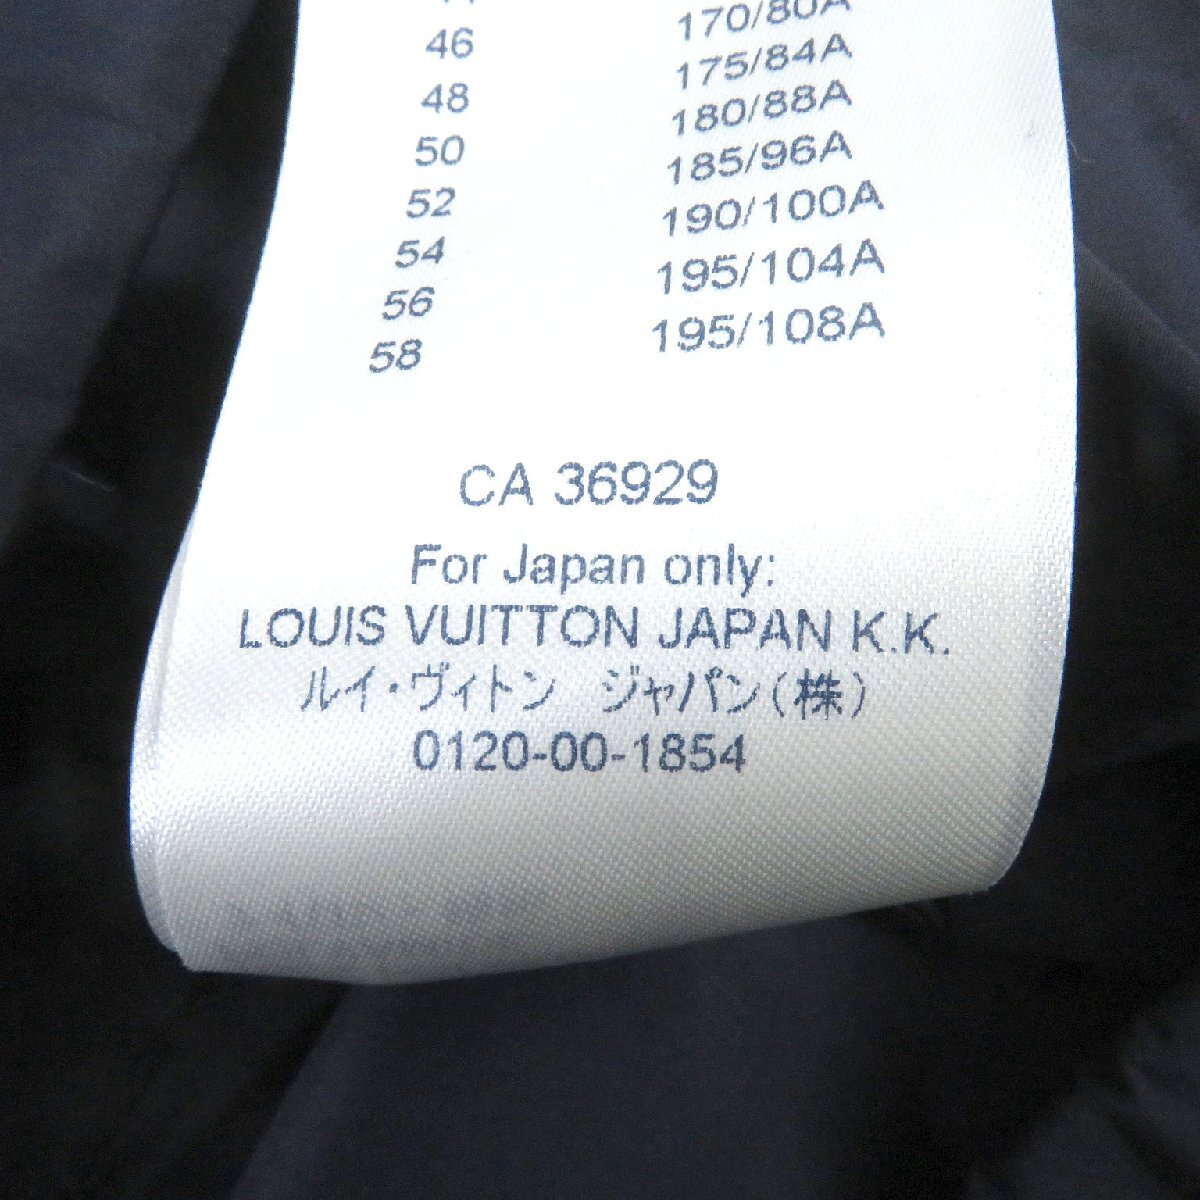 170/80A
46 175/84A
48 180/88A
50 185/96A
52 190/100A
54 195/104A
56 195/108A
58
CA 36929
For Japan only:
LOUIS VUITTON JAPAN K.K.
ルイ・ヴィトン ジャパン(株)
0120-00-1854